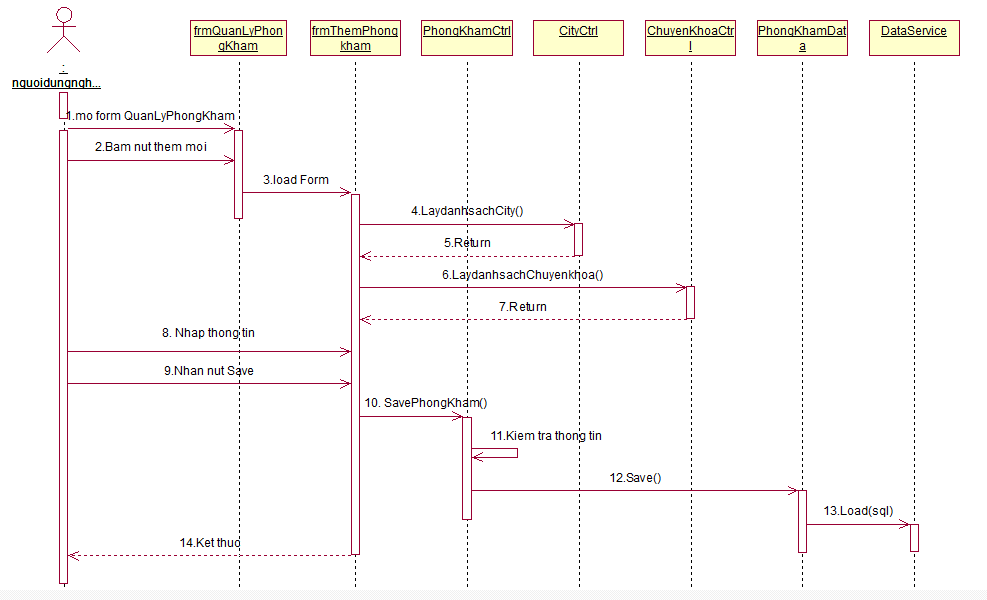 frmQuanLyPhon
qKham
frmThemPhong
kham
PhongKhamCtrl
CityCtrl
ChuyenKhoaCtr
l
PhongKhamDat
a
DataService
:
nguoidungngh...
1.mo form QuanLyPhongKham
2.Bam nut them moi
3.load Form
4.LaydanhsachCity()
5.Return
6.LaydanhsachChuyenkhoa()
7.Return
8. Nhap thong tin
9.Nhan nut Save
10. SavePhongKham()
11.Kiem tra thong tin
12.Save()
13.Load(sql)
14.Ket thuc